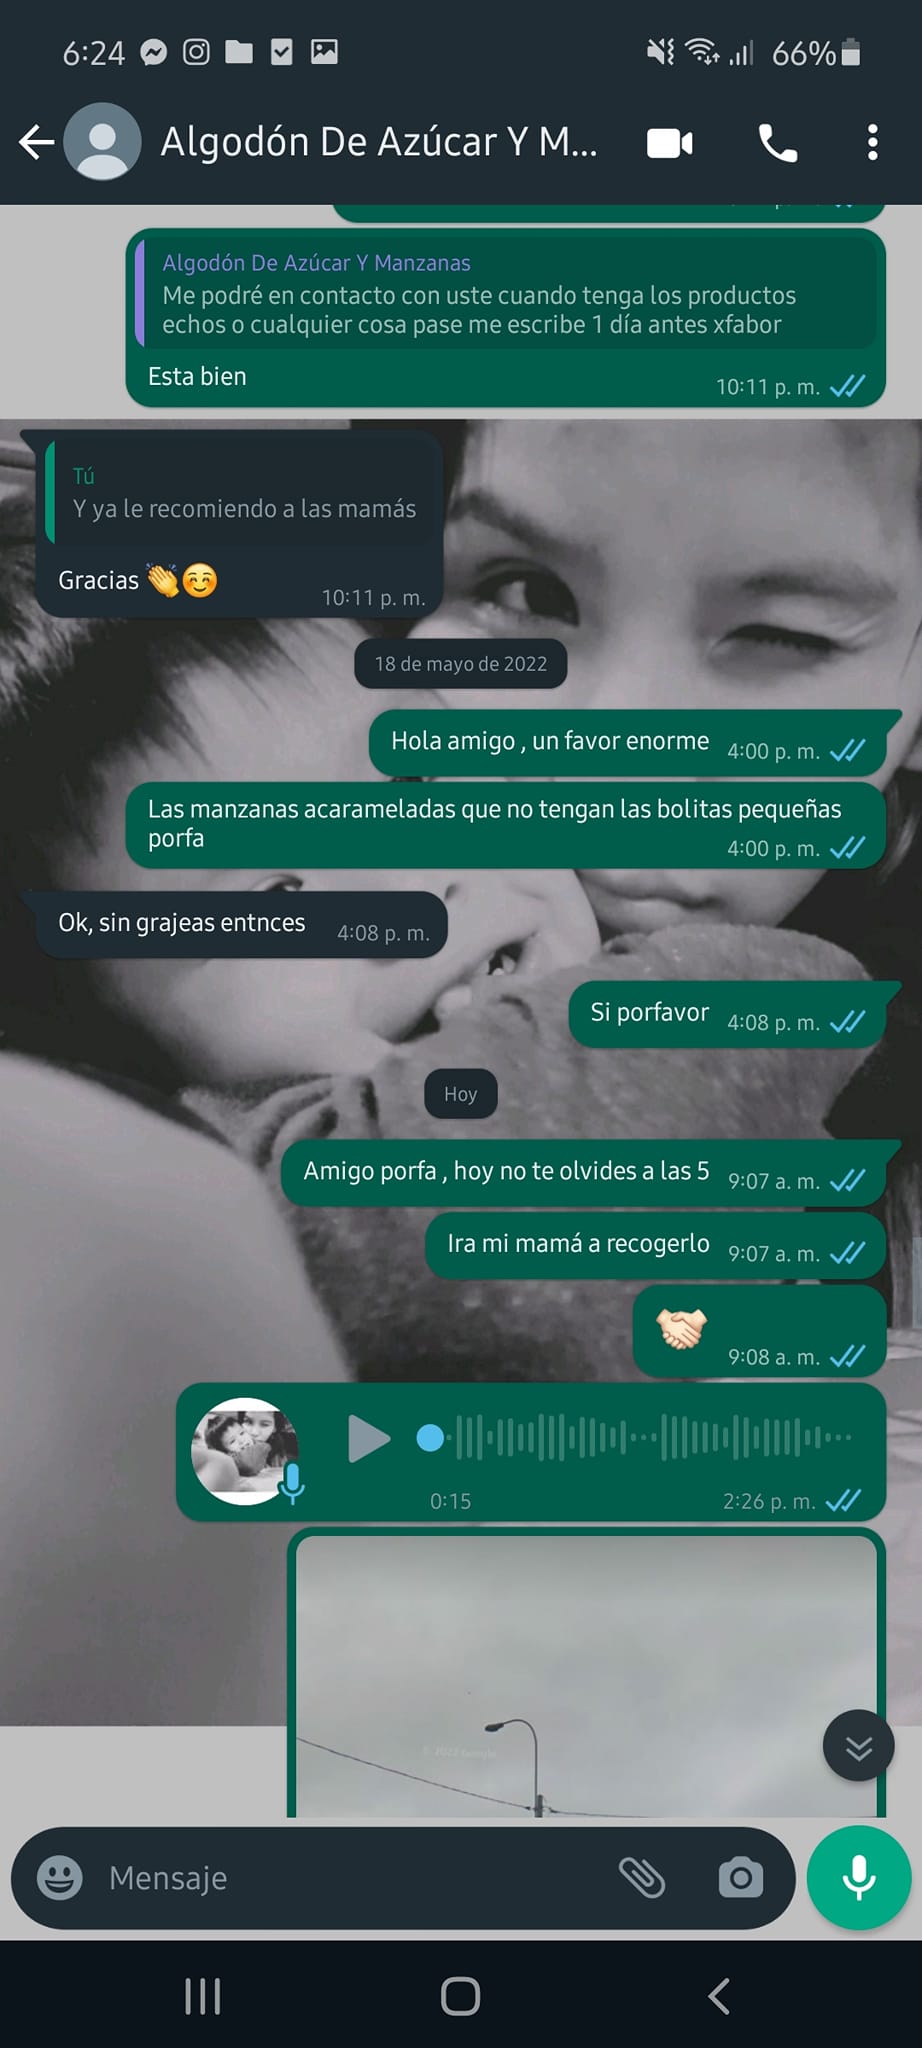 6:24
66%
Algodón De Azúcar Y M...
Algodón De Azúcar Y Manzanas
Me podré en contacto con uste cuando tenga los productos
echos o cualquier cosa pase me escribe 1 día antes xfabor
Esta bien
10:11 p. m.
Tú
Y ya le recomiendo a las mamás
Gracias 👏☺️
10:11 p. m.
18 de mayo de 2022
Hola amigo , un favor enorme 4:00 p. m.
Las manzanas acarameladas que no tengan las bolitas pequeñas
porfa
4:00 p. m.
Ok, sin grajeas entnces 4:08 p. m.
Si porfavor 4:08 p. m.
Hoy
Amigo porfa , hoy no te olvides a las 5 9:07 a. m.
Ira mi mamá a recogerlo 9:07 a. m.
🤝🏻 9:08 a. m.
0:15 2:26 p. m.
© 2022 Google
Mensaje